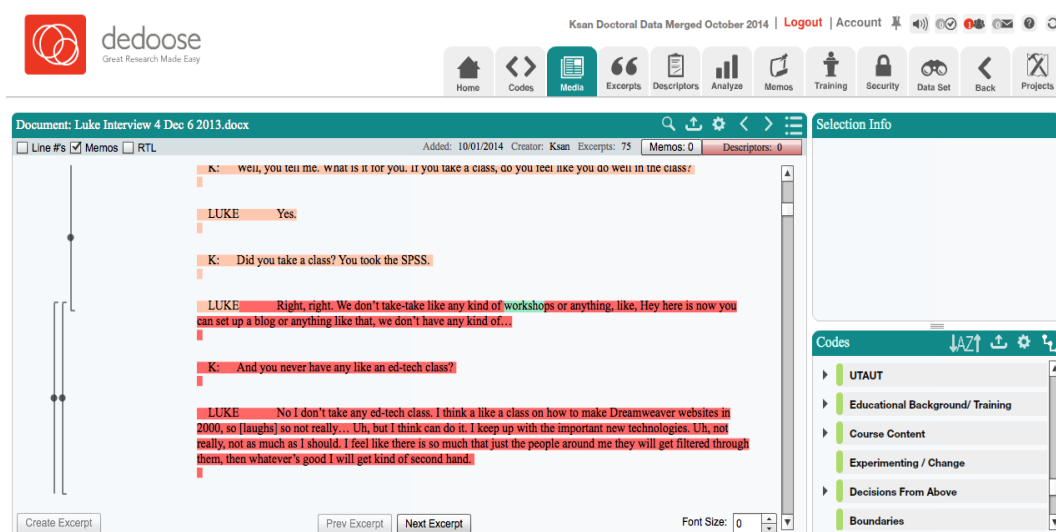 Ksan Doctoral Data Merged October 2014 | Logout | Account
dedoose
Great Research Made Easy
Home Codes Media Excerpts Descriptors Analyze Memos Training Security Data Set Back Projects
Document: Luke Interview 4 Dec 6 2013.docx
Line #'s Memos RTL Added: 10/01/2014 Creator: Ksan Excerpts: 75 Memos: 0 Descriptors: 0
K: Well, you tell me. What is it for you. If you take a class, do you feel like you do well in the class?
LUKE Yes.
K: Did you take a class? You took the SPSS.
LUKE Right, right. We don't take-take like any kind of workshops or anything, like, Hey here is now you
can set up a blog or anything like that, we don't have any kind of…
K: And you never have any like an ed-tech class?
LUKE No I don't take any ed-tech class. I think a like a class on how to make Dreamweaver websites in
2000, so [laughs] so not really… Uh, but I think can do it. I keep up with the important new technologies. Uh, not
really, not as much as I should. I feel like there is so much that just the people around me they will get filtered through
them, then whatever's good I will get kind of second hand.
Create Excerpt Prev Excerpt Next Excerpt Font Size: 0
Selection Info
Codes AZ
UTAUT
Educational Background/ Training
Course Content
Experimenting / Change
Decisions From Above
Boundaries